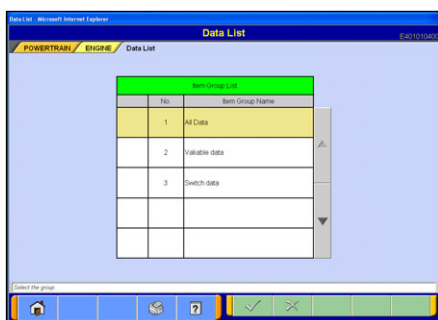 Data List - Microsoft Internet Explorer
Data List
E401019400
POWERTRAIN ENGINE Data List
Item Group List
No. Item Group Name
1 All Data
2 Valiable data
3 Switch data
Select the group
?